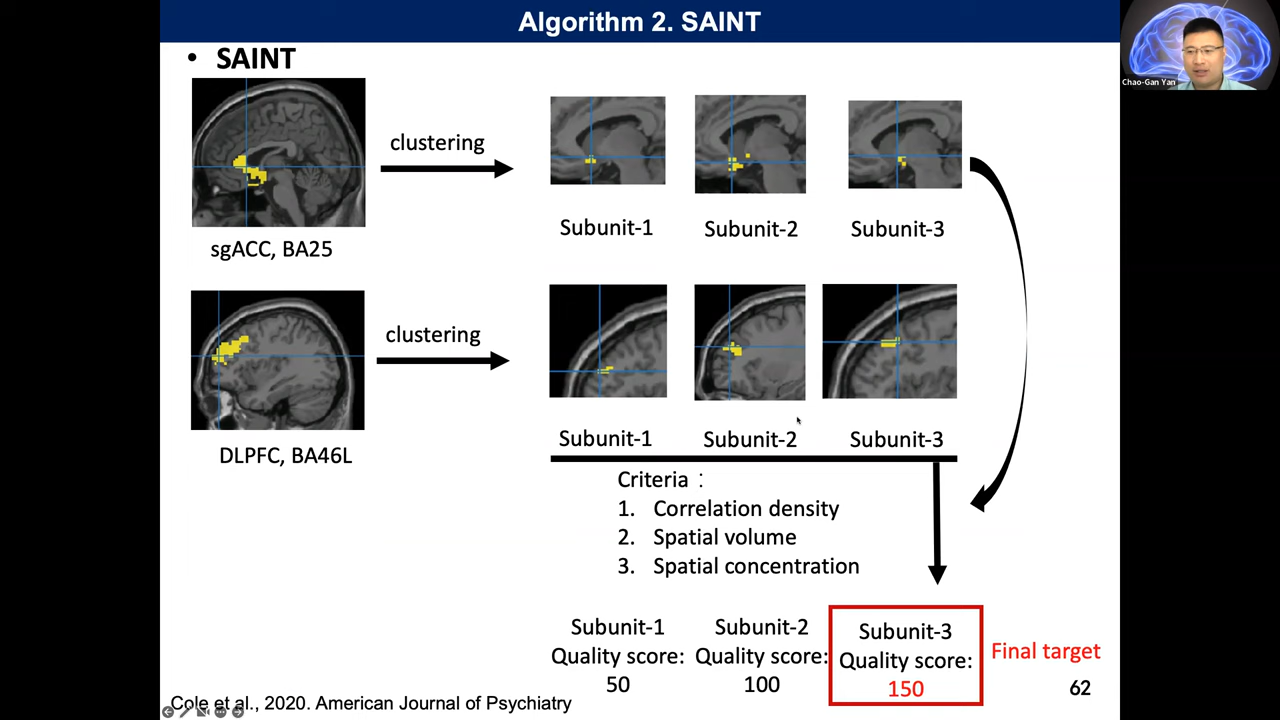 Algorithm 2. SAINT
Chao-Gan Yan
• SAINT
clustering
sgACC, BA25
Subunit-1
Subunit-2
Subunit-3
clustering
DLPFC, BA46L
Subunit-1
Subunit-2
Subunit-3
Criteria：
1. Correlation density
2. Spatial volume
3. Spatial concentration
Subunit-1
Quality score:
50
Subunit-2
Quality score:
100
Subunit-3
Quality score:
150
Final target
62
Cole et al., 2020. American Journal of Psychiatry